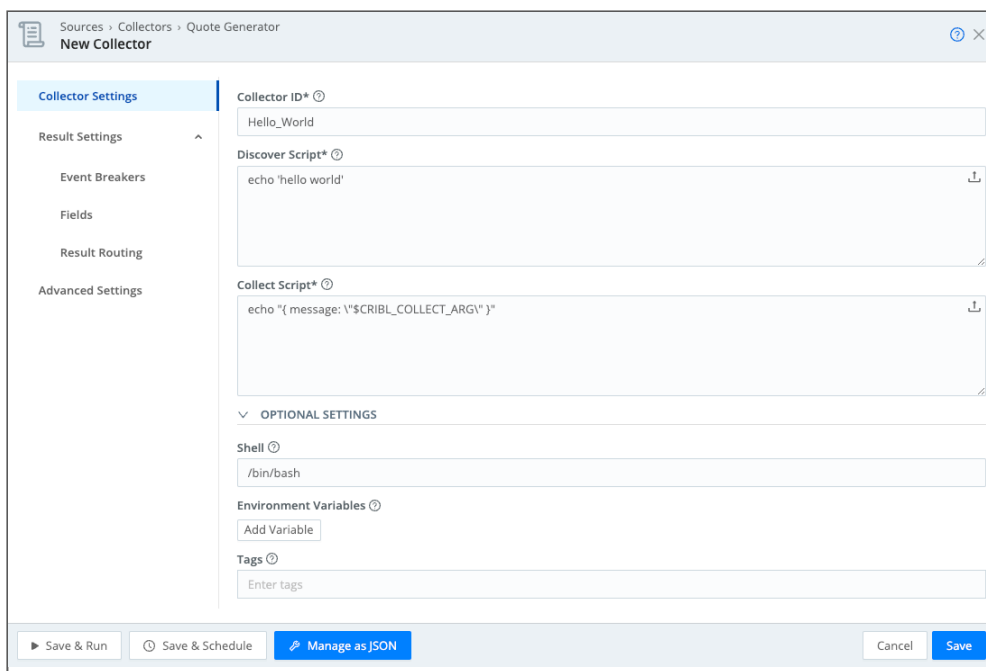 Sources › Collectors › Quote Generator
New Collector
Collector Settings
Result Settings
Event Breakers
Fields
Result Routing
Advanced Settings
Collector ID*
Hello_World
Discover Script*
echo 'hello world'
Collect Script*
echo "{ message: \"$CRIBL_COLLECT_ARG\" }"
OPTIONAL SETTINGS
Shell
/bin/bash
Environment Variables
Add Variable
Tags
Enter tags
Save & Run
Save & Schedule
Manage as JSON
Cancel
Save